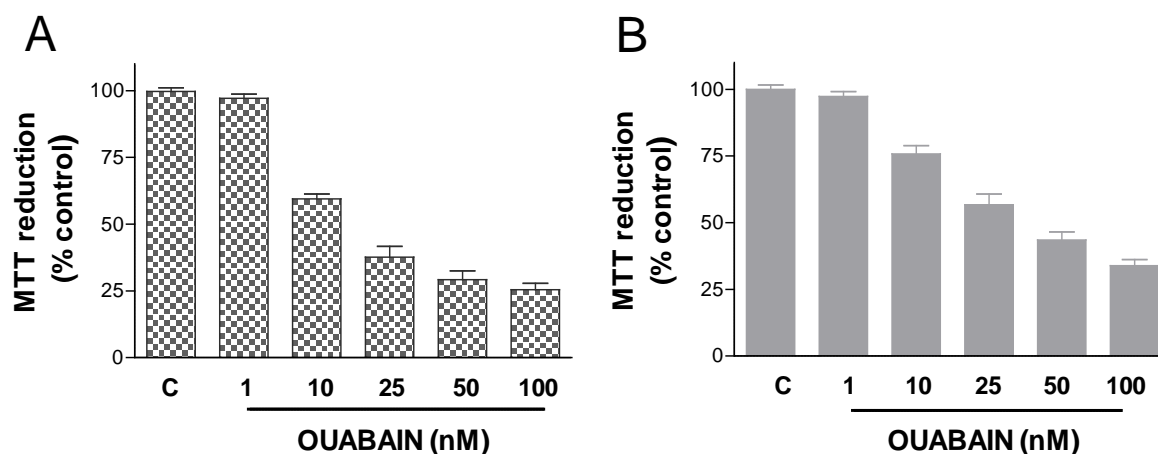 A
MTT reduction
(% control)
100
75
50
25
0
C 1 10 25 50 100
OUABAIN (nM)
B
MTT reduction
(% control)
100
75
50
25
0
C 1 10 25 50 100
OUABAIN (nM)